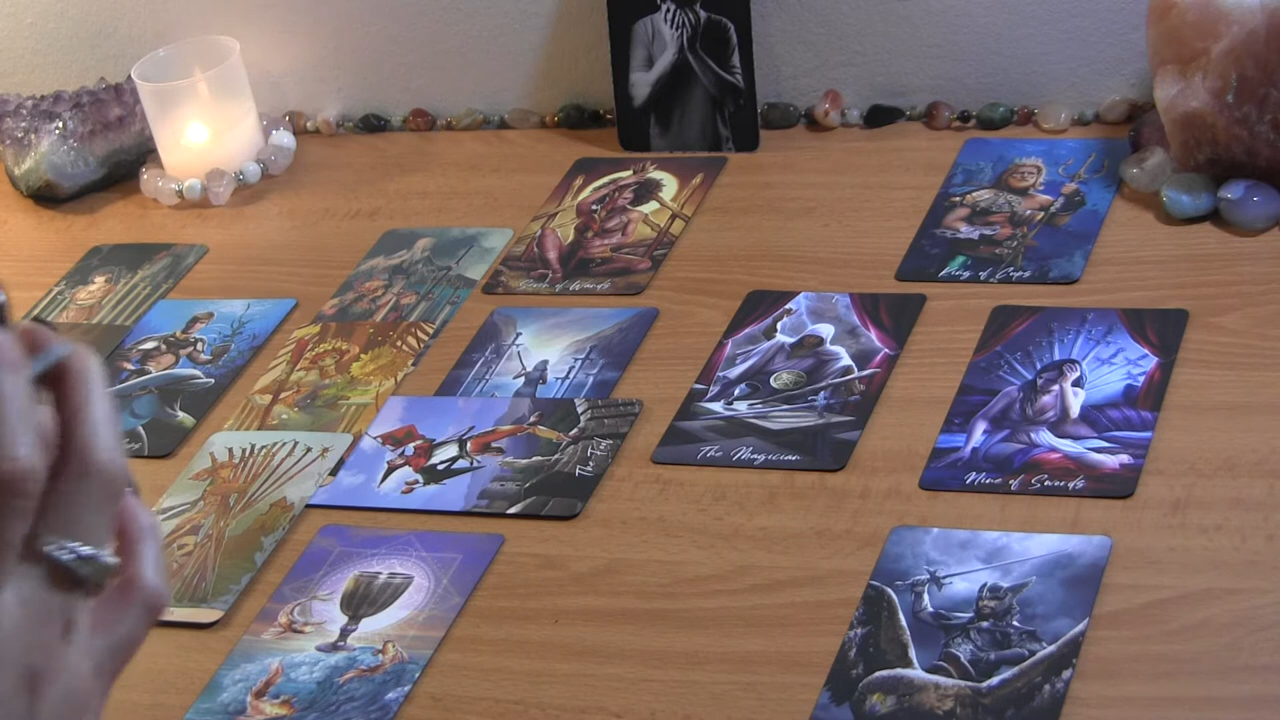 Seven of Wands
King of Cups
The Fool
The Magician
Nine of Swords